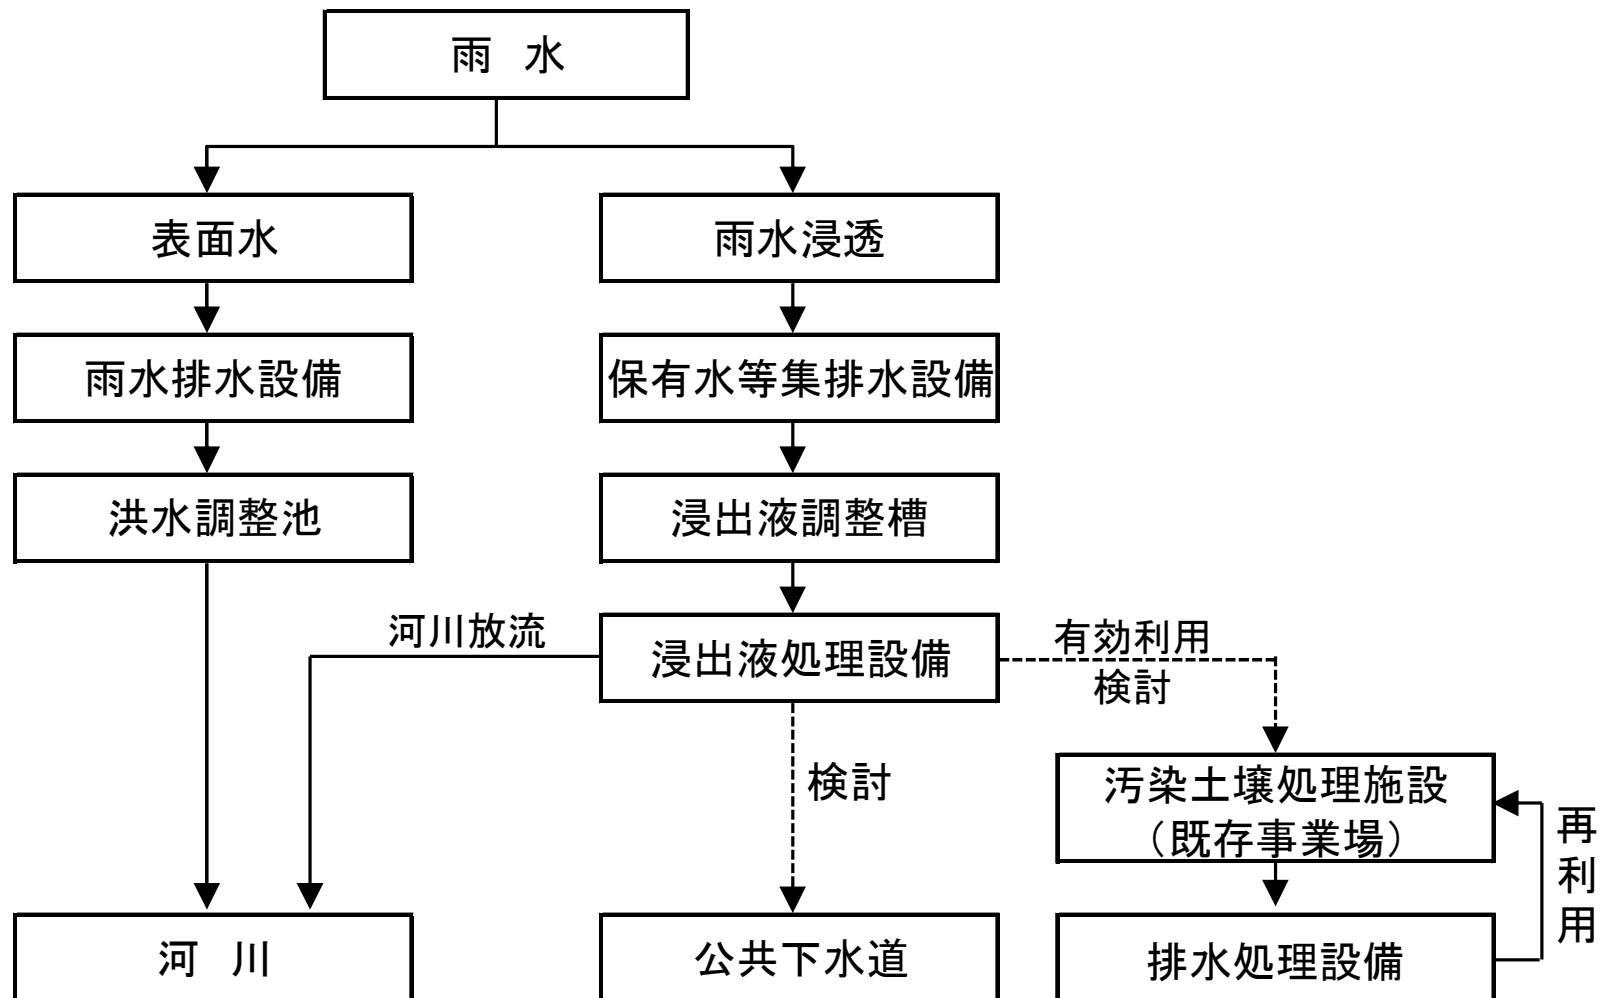 雨 水
表面水
雨水浸透
雨水排水設備
保有水等集排水設備
洪水調整池
浸出液調整槽
河川放流
浸出液処理設備
有効利用
検討
検討
汚染土壌処理施設
（既存事業場）
再利用
河 川
公共下水道
排水処理設備